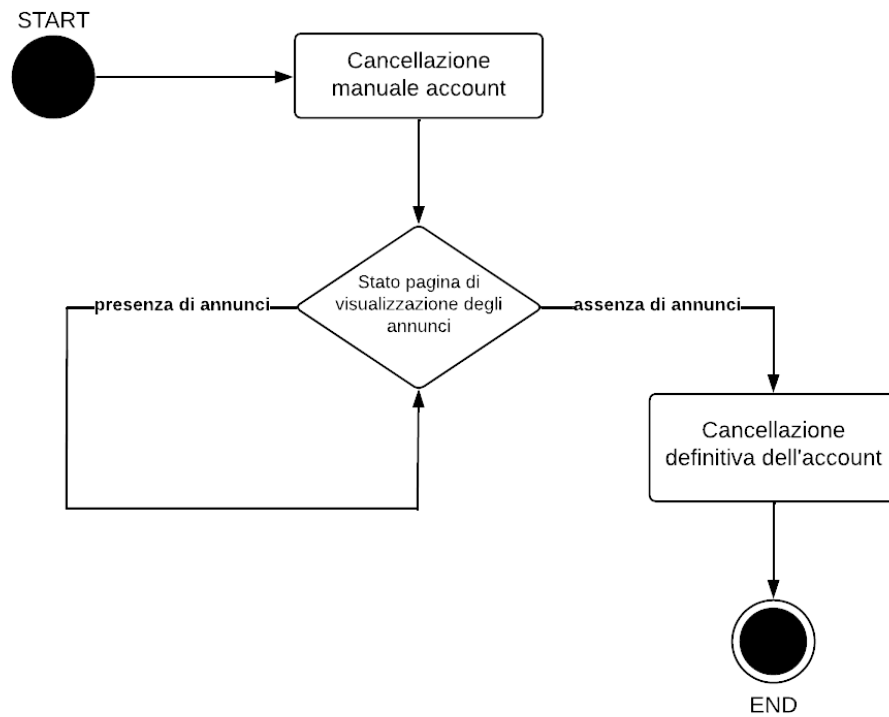 START
Cancellazione
manuale account
Stato pagina di
visualizzazione degli
annunci
presenza di annunci
assenza di annunci
Cancellazione
definitiva dell'account
END